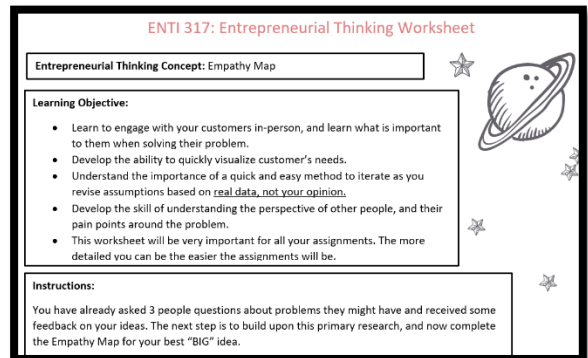 ENTI 317: Entrepreneurial Thinking Worksheet
Entrepreneurial Thinking Concept: Empathy Map
Learning Objective:
• Learn to engage with your customers in-person, and learn what is important
to them when solving their problem.
• Develop the ability to quickly visualize customer's needs.
• Understand the importance of a quick and easy method to iterate as you
revise assumptions based on real data, not your opinion.
• Develop the skill of understanding the perspective of other people, and their
pain points around the problem.
• This worksheet will be very important for all your assignments. The more
detailed you can be the easier the assignments will be.
Instructions:
You have already asked 3 people questions about problems they might have and received some
feedback on your ideas. The next step is to build upon this primary research, and now complete
the Empathy Map for your best "BIG" idea.